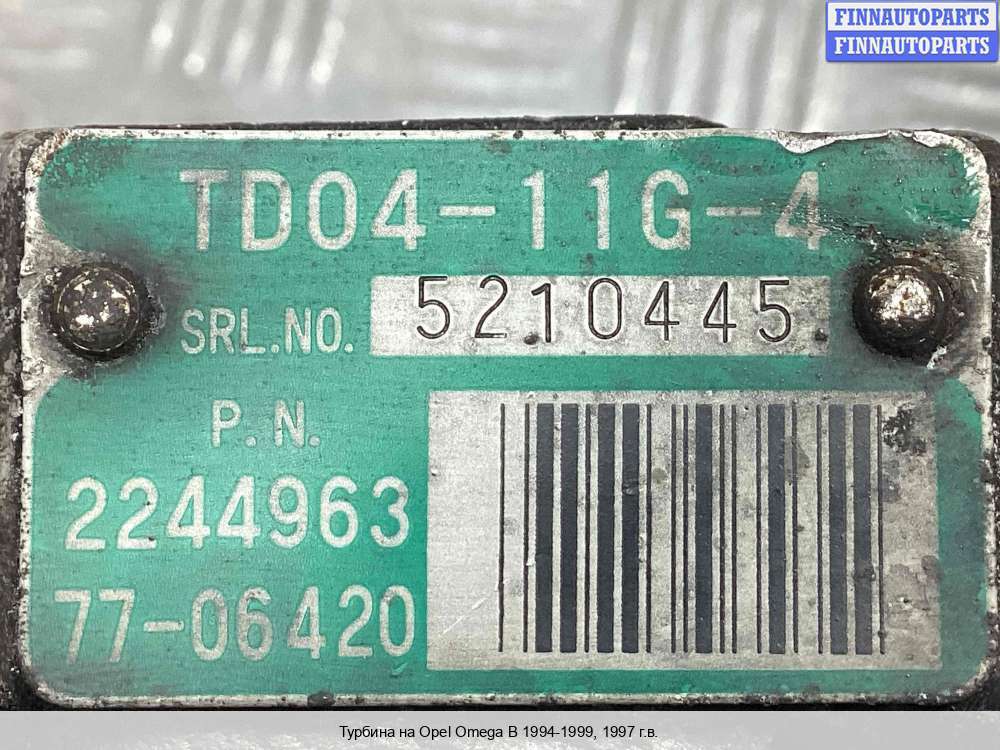 FINNAUTOPARTS
FINNAUTOPARTS
TD04-11G-4
SRL.NO. 5210445
P.N.
2244963
77-06420
Турбина на Opel Omega B 1994-1999, 1997 г.в.